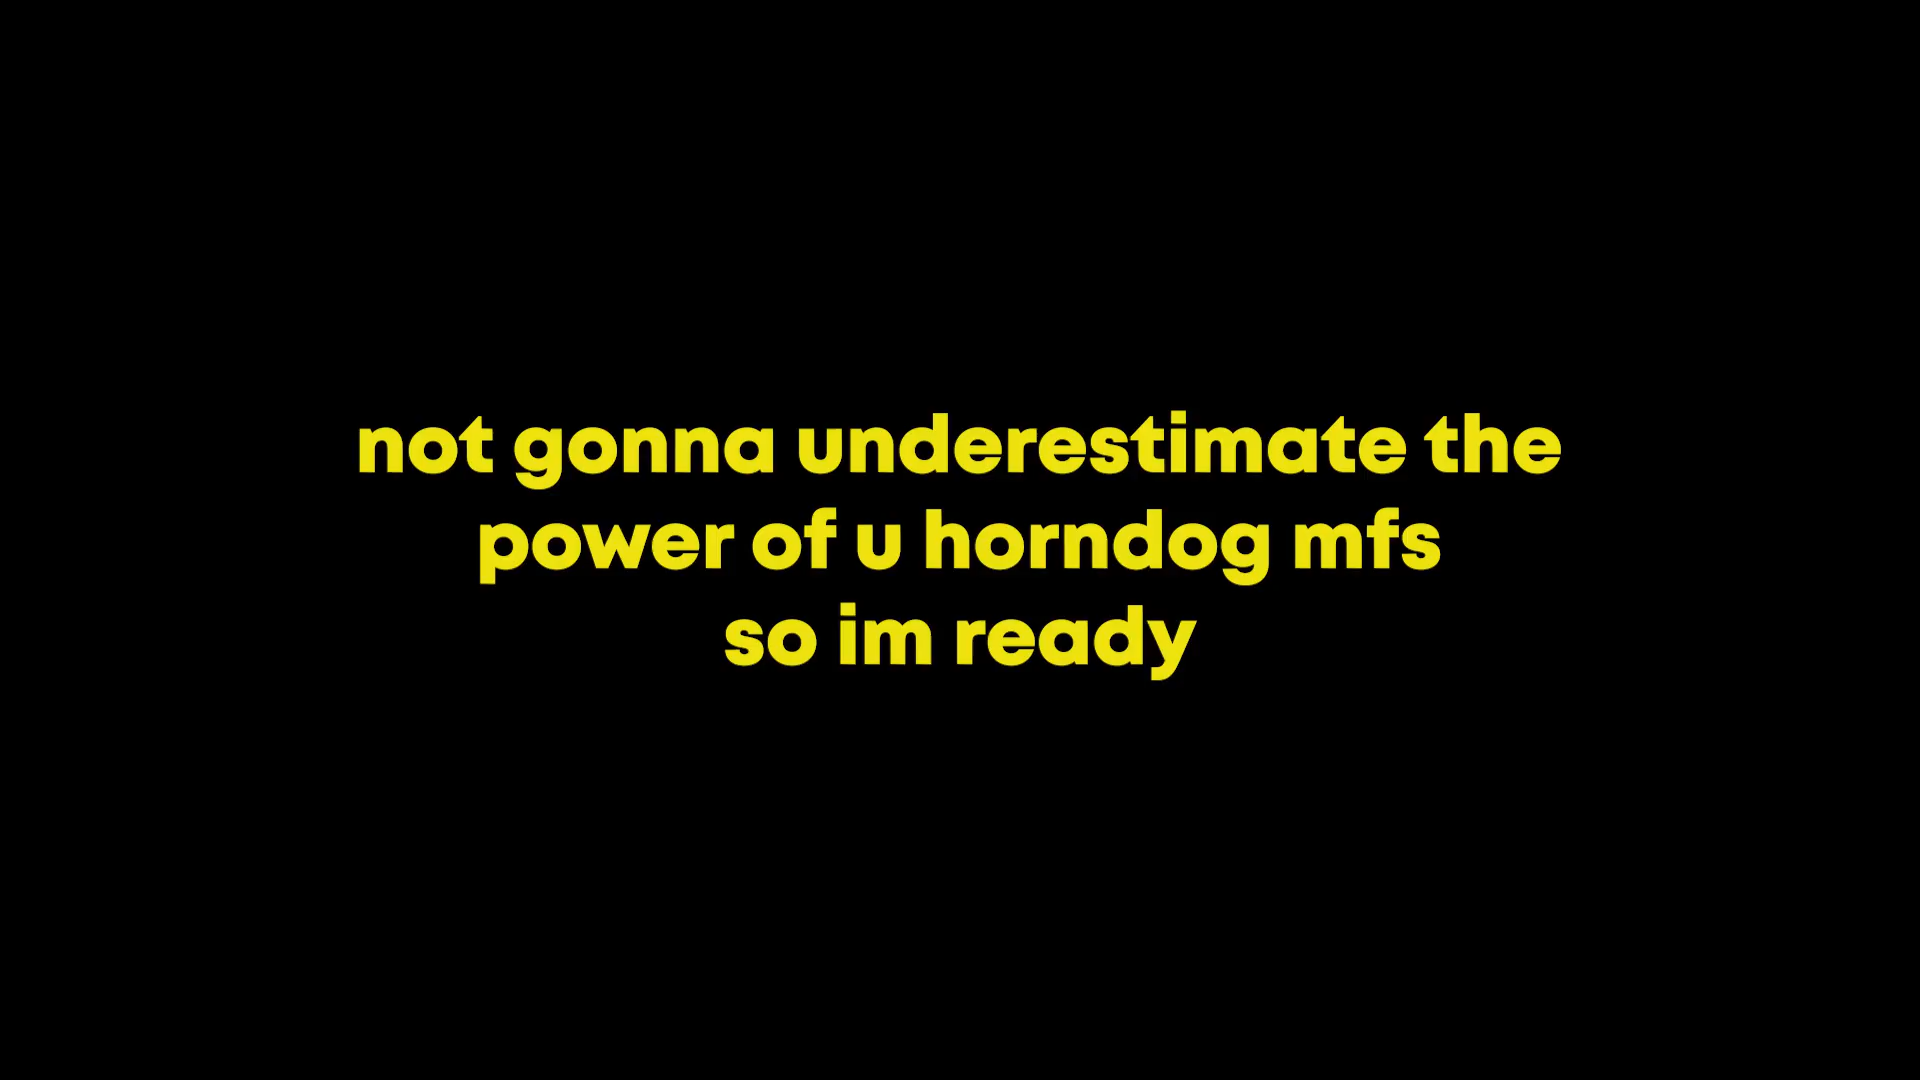 not gonna underestimate the
power of u horndog mfs
so im ready